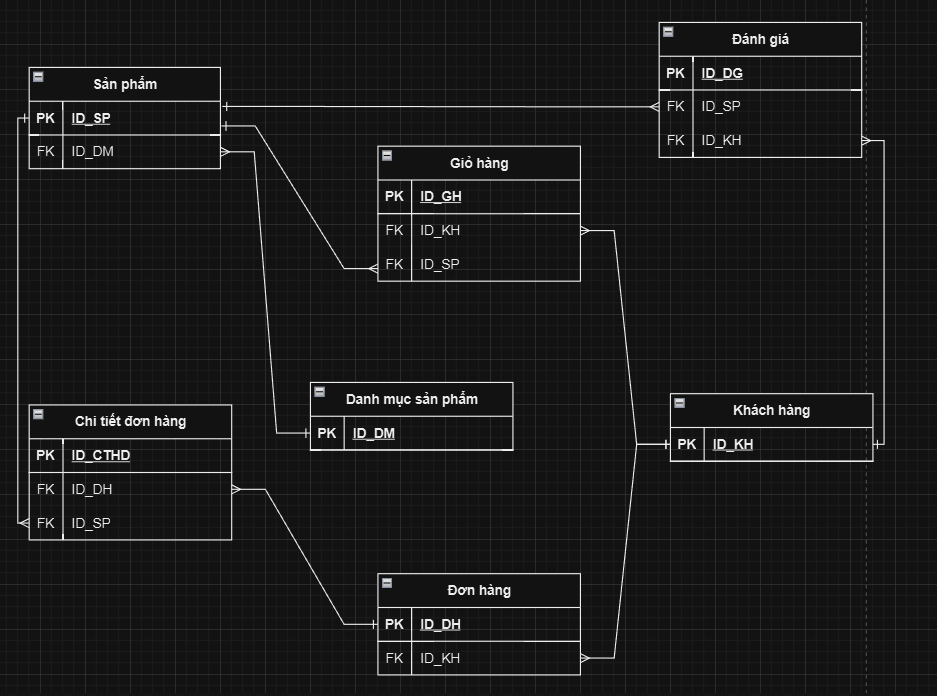 Đánh giá
PK ID_DG
FK ID_SP
FK ID_KH
Sản phẩm
PK ID_SP
FK ID_DM
Giỏ hàng
PK ID_GH
FK ID_KH
FK ID_SP
Danh mục sản phẩm
PK ID_DM
Khách hàng
PK ID_KH
Chi tiết đơn hàng
PK ID_CTHD
FK ID_DH
FK ID_SP
Đơn hàng
PK ID_DH
FK ID_KH